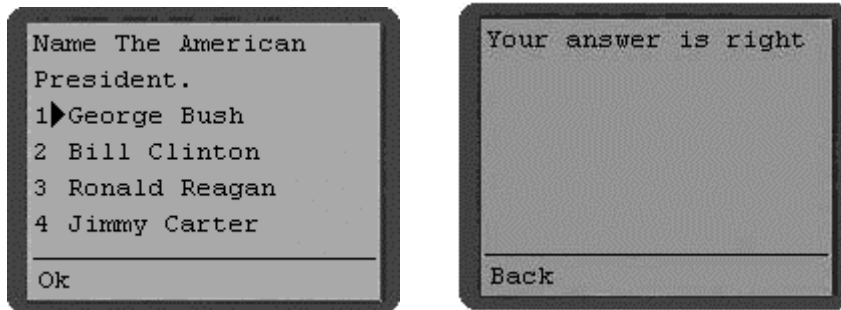 Name The American
President.
1 George Bush
2 Bill Clinton
3 Ronald Reagan
4 Jimmy Carter
Ok
Your answer is right
Back